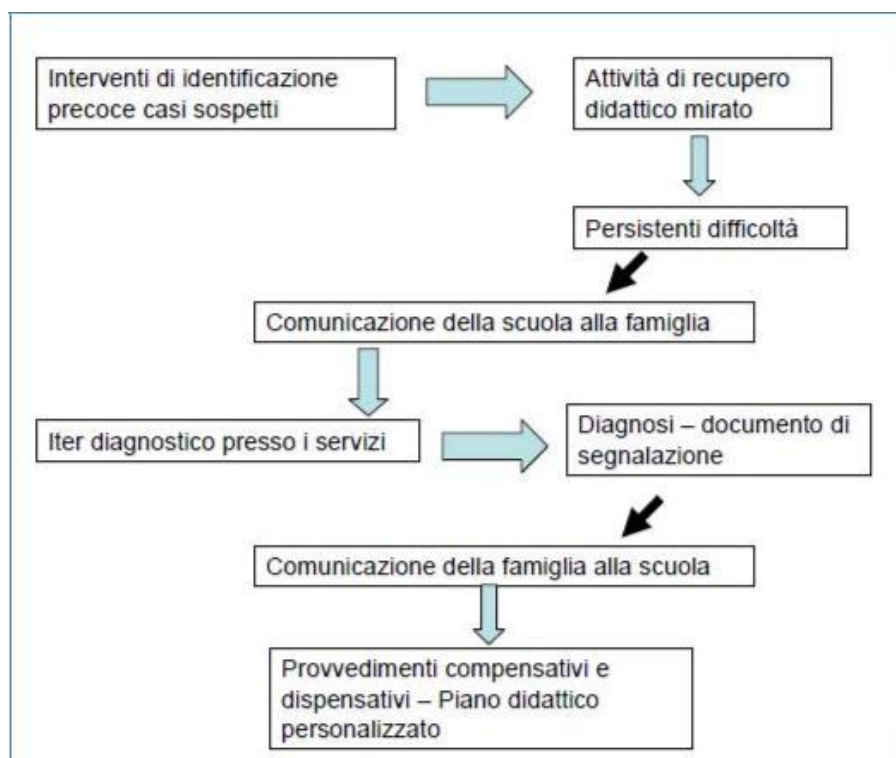 Interventi di identificazione
precoce casi sospetti
Attività di recupero
didattico mirato
Persistenti difficoltà
Comunicazione della scuola alla famiglia
Iter diagnostico presso i servizi
Diagnosi – documento di
segnalazione
Comunicazione della famiglia alla scuola
Provvedimenti compensativi e
dispensativi – Piano didattico
personalizzato